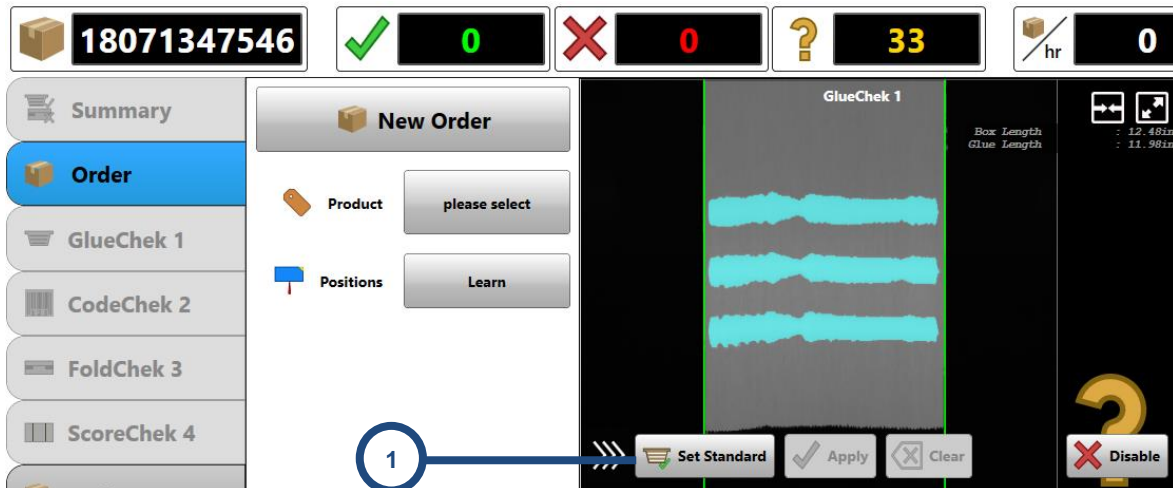 18071347546
0
0
33
hr
0
Summary
Order
GlueChek 1
CodeChek 2
FoldChek 3
ScoreChek 4
New Order
Product
please select
Positions
Learn
GlueChek 1
Box Length : 12.48in
Glue Length : 11.98in
1
Set Standard
Apply
Clear
Disable